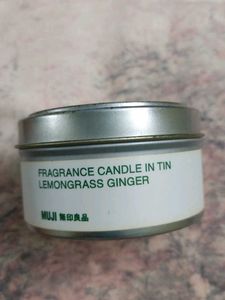 FRAGRANCE CANDLE IN TIN
LEMONGRASS GINGER
MUJI 無印良品